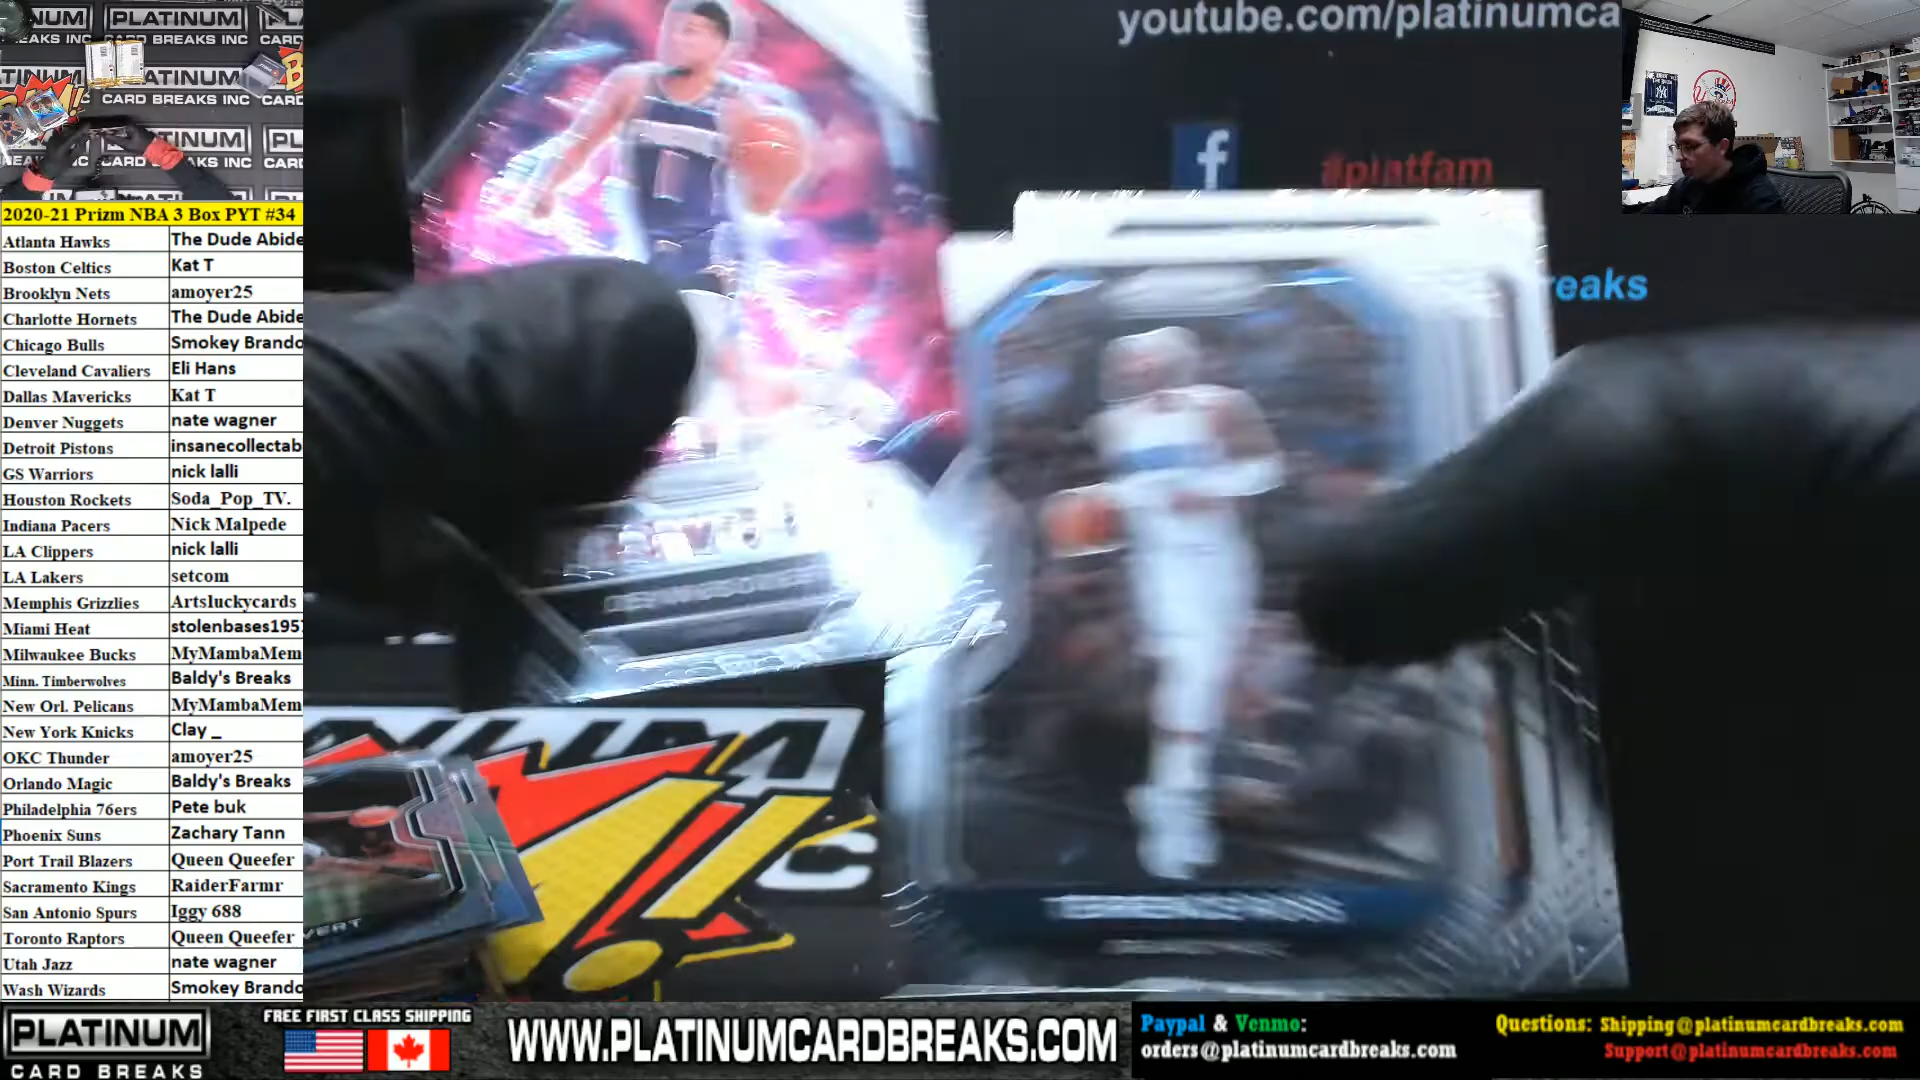 PLATINUM
CARD BREAKS INC
youtube.com/platinumca
#platfam
reaks
2020-21 Prizm NBA 3 Box PYT #34
Atlanta Hawks The Dude Abide
Boston Celtics Kat T
Brooklyn Nets amoyer25
Charlotte Hornets The Dude Abide
Chicago Bulls Smokey Brando
Cleveland Cavaliers Eli Hans
Dallas Mavericks Kat T
Denver Nuggets nate wagner
Detroit Pistons insanecollectab
GS Warriors nick lalli
Houston Rockets Soda_Pop_TV.
Indiana Pacers Nick Malpede
LA Clippers nick lalli
LA Lakers setcom
Memphis Grizzlies Artsluckycards
Miami Heat stolenbases195
Milwaukee Bucks MyMambaMem
Minn. Timberwolves Baldy's Breaks
New Orl. Pelicans MyMambaMem
New York Knicks Clay _
OKC Thunder amoyer25
Orlando Magic Baldy's Breaks
Philadelphia 76ers Pete buk
Phoenix Suns Zachary Tann
Port Trail Blazers Queen Queefer
Sacramento Kings RaiderFarmr
San Antonio Spurs Iggy 688
Toronto Raptors Queen Queefer
Utah Jazz nate wagner
Wash Wizards Smokey Brando
VERT
PLATINUM
CARD BREAKS
FREE FIRST CLASS SHIPPING
WWW.PLATINUMCARDBREAKS.COM
Paypal & Venmo:
orders@platinumcardbreaks.com
Questions: Shipping@platinumcardbreaks.com
Support@platinumcardbreaks.com